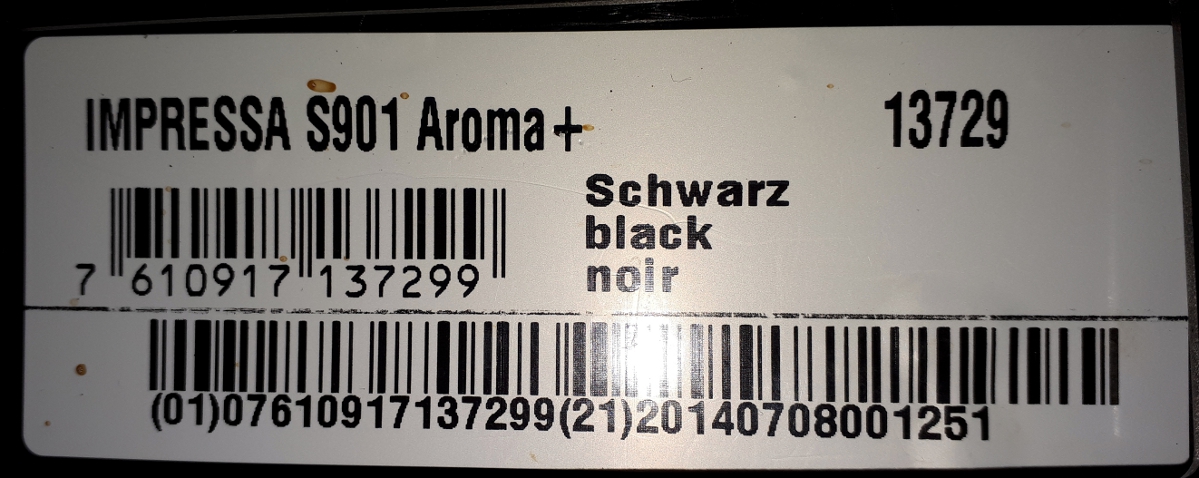 IMPRESSA S901 Aroma+ 13729
Schwarz
black
noir
7 610917 137299
(01)07610917137299(21)20140708001251